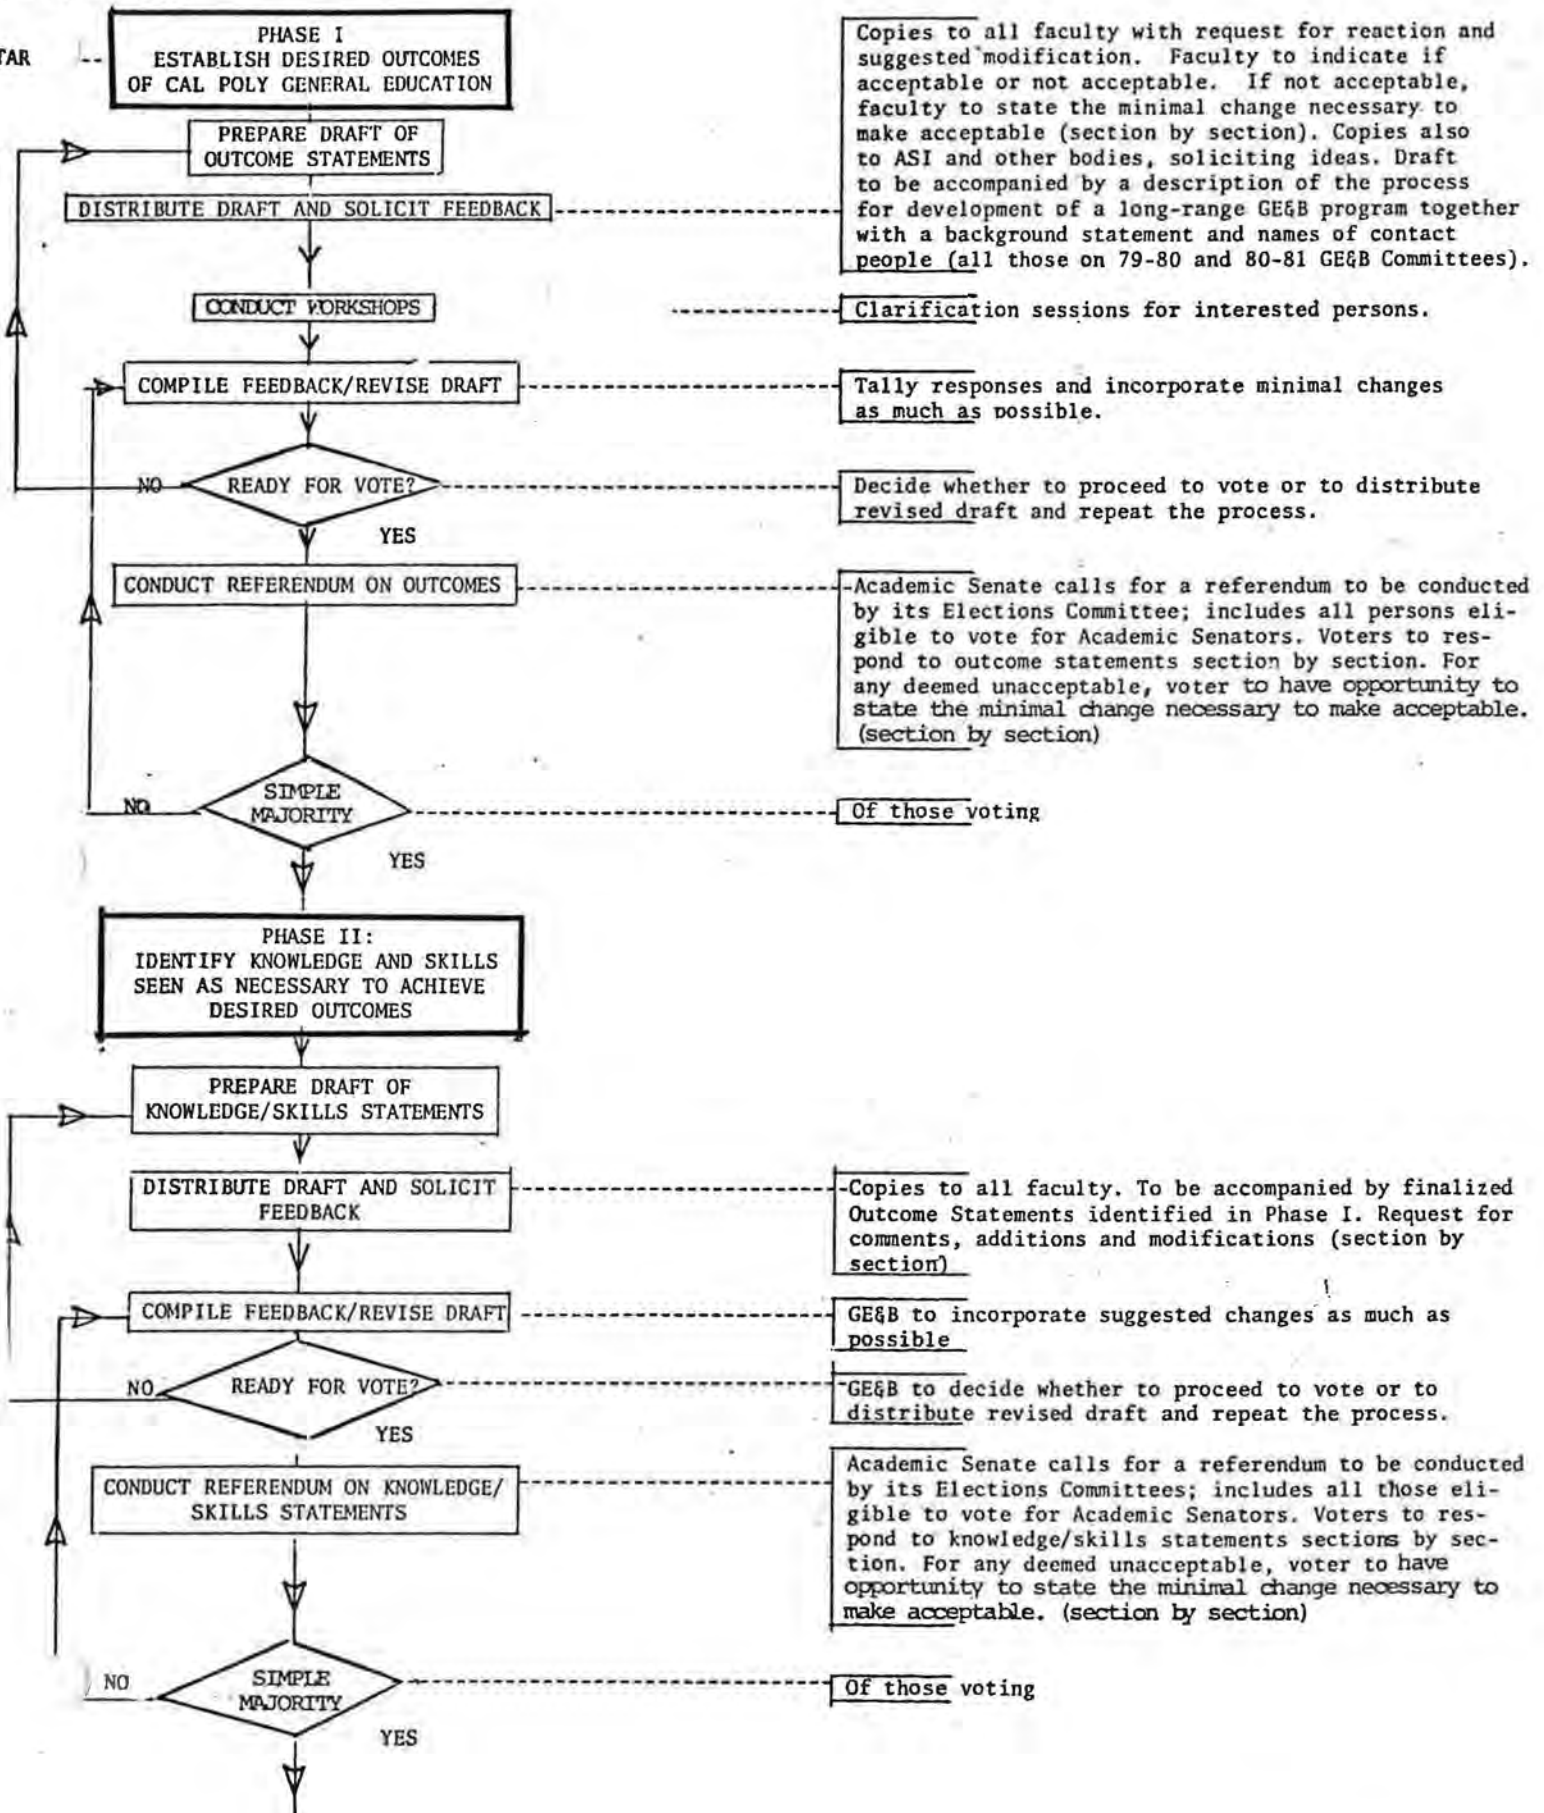 TAR
PHASE I
ESTABLISH DESIRED OUTCOMES
OF CAL POLY GENERAL EDUCATION
PREPARE DRAFT OF
OUTCOME STATEMENTS
DISTRIBUTE DRAFT AND SOLICIT FEEDBACK
Copies to all faculty with request for reaction and
suggested modification. Faculty to indicate if
acceptable or not acceptable. If not acceptable,
faculty to state the minimal change necessary to
make acceptable (section by section). Copies also
to ASI and other bodies, soliciting ideas. Draft
to be accompanied by a description of the process
for development of a long-range GE&B program together
with a background statement and names of contact
people (all those on 79-80 and 80-81 GE&B Committees).
CONDUCT WORKSHOPS
Clarification sessions for interested persons.
COMPILE FEEDBACK/REVISE DRAFT
Tally responses and incorporate minimal changes
as much as possible.
NO
READY FOR VOTE?
YES
Decide whether to proceed to vote or to distribute
revised draft and repeat the process.
CONDUCT REFERENDUM ON OUTCOMES
Academic Senate calls for a referendum to be conducted
by its Elections Committee; includes all persons eli-
gible to vote for Academic Senators. Voters to res-
pond to outcome statements section by section. For
any deemed unacceptable, voter to have opportunity to
state the minimal change necessary to make acceptable.
(section by section)
NO
SIMPLE
MAJORITY
YES
Of those voting
PHASE II:
IDENTIFY KNOWLEDGE AND SKILLS
SEEN AS NECESSARY TO ACHIEVE
DESIRED OUTCOMES
PREPARE DRAFT OF
KNOWLEDGE/SKILLS STATEMENTS
DISTRIBUTE DRAFT AND SOLICIT
FEEDBACK
Copies to all faculty. To be accompanied by finalized
Outcome Statements identified in Phase I. Request for
comments, additions and modifications (section by
section)
COMPILE FEEDBACK/REVISE DRAFT
GE&B to incorporate suggested changes as much as
possible
NO
READY FOR VOTE?
YES
GE&B to decide whether to proceed to vote or to
distribute revised draft and repeat the process.
CONDUCT REFERENDUM ON KNOWLEDGE/
SKILLS STATEMENTS
Academic Senate calls for a referendum to be conducted
by its Elections Committees; includes all those eli-
gible to vote for Academic Senators. Voters to res-
pond to knowledge/skills statements sections by sec-
tion. For any deemed unacceptable, voter to have
opportunity to state the minimal change necessary to
make acceptable. (section by section)
NO
SIMPLE
MAJORITY
YES
Of those voting